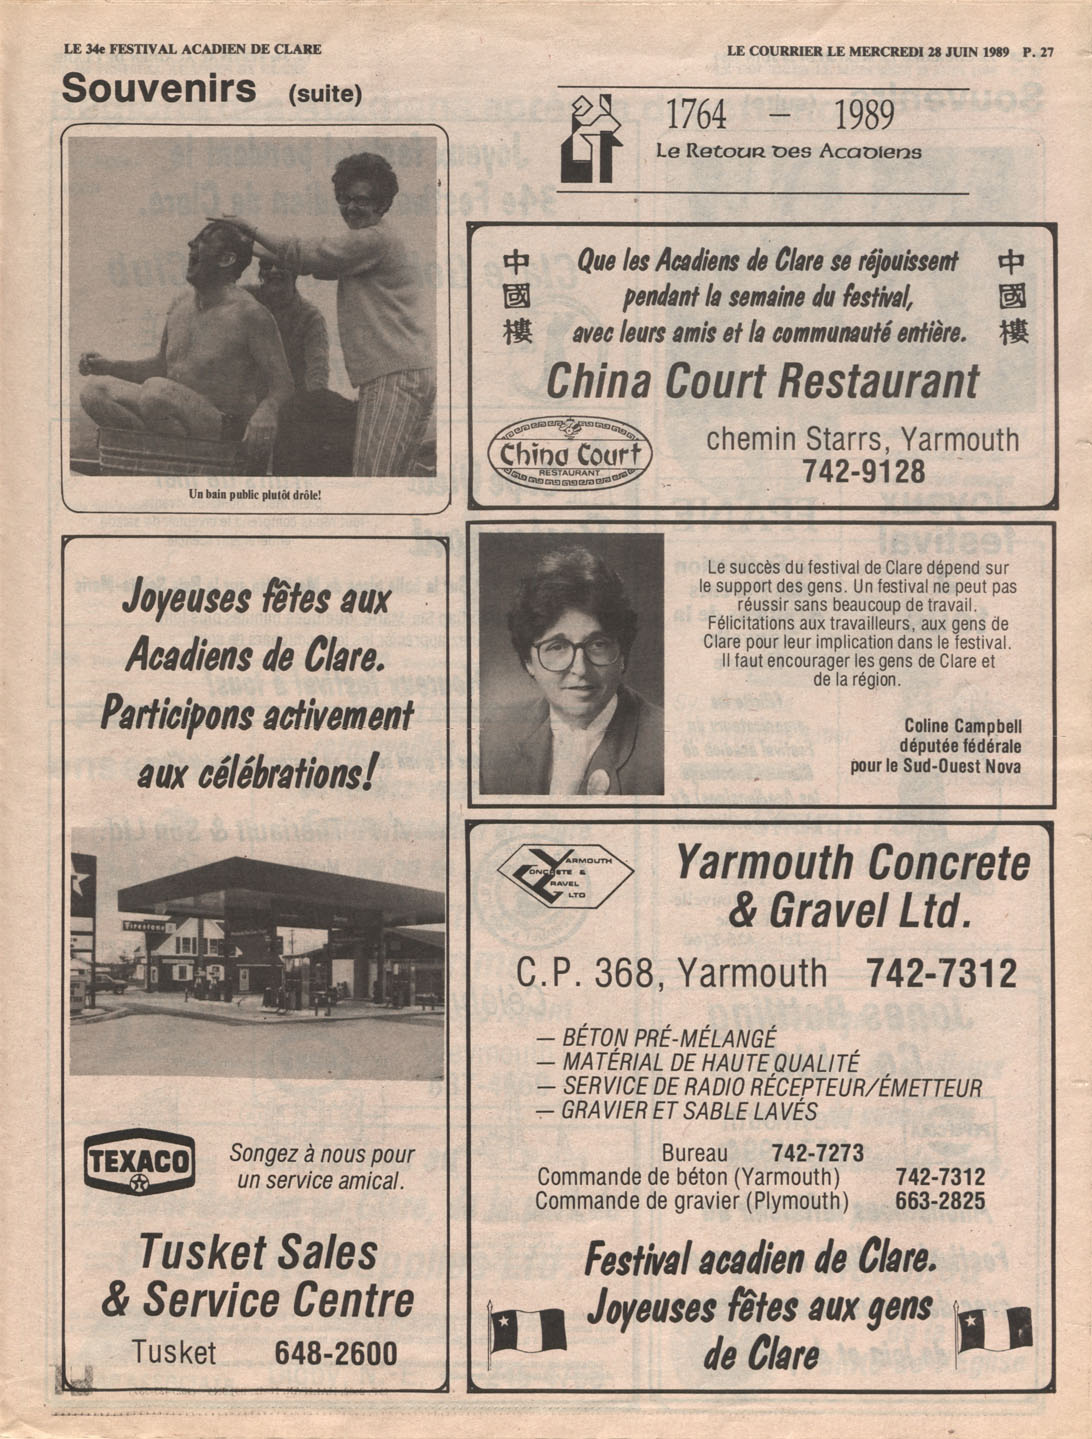 LE 34e FESTIVAL ACADIEN DE CLARE
LE COURRIER LE MERCREDI 28 JUIN 1989 P. 27
Souvenirs (suite)
Un bain public plutôt drôle!
1764 — 1989
Le Retour des Acadiens
中
國
樓
Que les Acadiens de Clare se réjouissent
pendant la semaine du festival,
avec leurs amis et la communauté entière.
中
國
樓
China Court Restaurant
China Court
RESTAURANT
chemin Starrs, Yarmouth
742-9128
Joyeuses fêtes aux
Acadiens de Clare.
Participons activement
aux célébrations!
Firestone
TEXACO
Songez à nous pour
un service amical.
Tusket Sales
& Service Centre
Tusket 648-2600
Le succès du festival de Clare dépend sur
le support des gens. Un festival ne peut pas
réussir sans beaucoup de travail.
Félicitations aux travailleurs, aux gens de
Clare pour leur implication dans le festival.
Il faut encourager les gens de Clare et
de la région.
Coline Campbell
députée fédérale
pour le Sud-Ouest Nova
YARMOUTH
CONCRETE &
GRAVEL
LTD
Yarmouth Concrete
& Gravel Ltd.
C.P. 368, Yarmouth 742-7312
— BÉTON PRÉ-MÉLANGÉ
— MATÉRIAL DE HAUTE QUALITÉ
— SERVICE DE RADIO RÉCEPTEUR/ÉMETTEUR
— GRAVIER ET SABLE LAVÉS
Bureau 742-7273
Commande de béton (Yarmouth) 742-7312
Commande de gravier (Plymouth) 663-2825
Festival acadien de Clare.
Joyeuses fêtes aux gens
de Clare